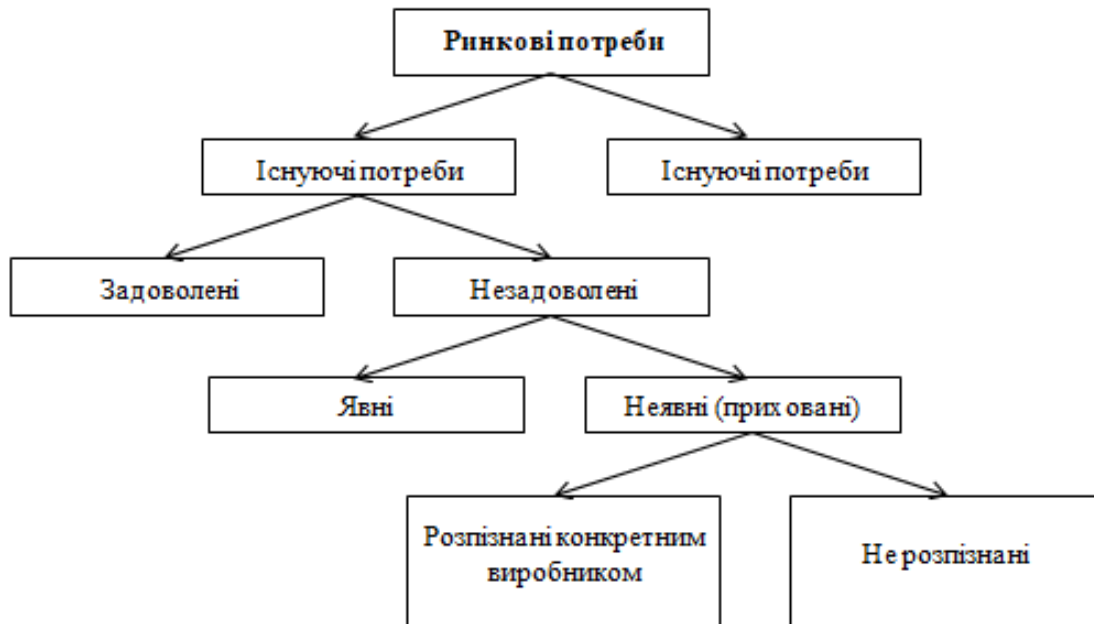 Ринкові потреби
Існуючі потреби
Існуючі потреби
Задоволені
Незадоволені
Явні
Неявні (приховані)
Розпізнані конкретним
виробником
Не розпізнані